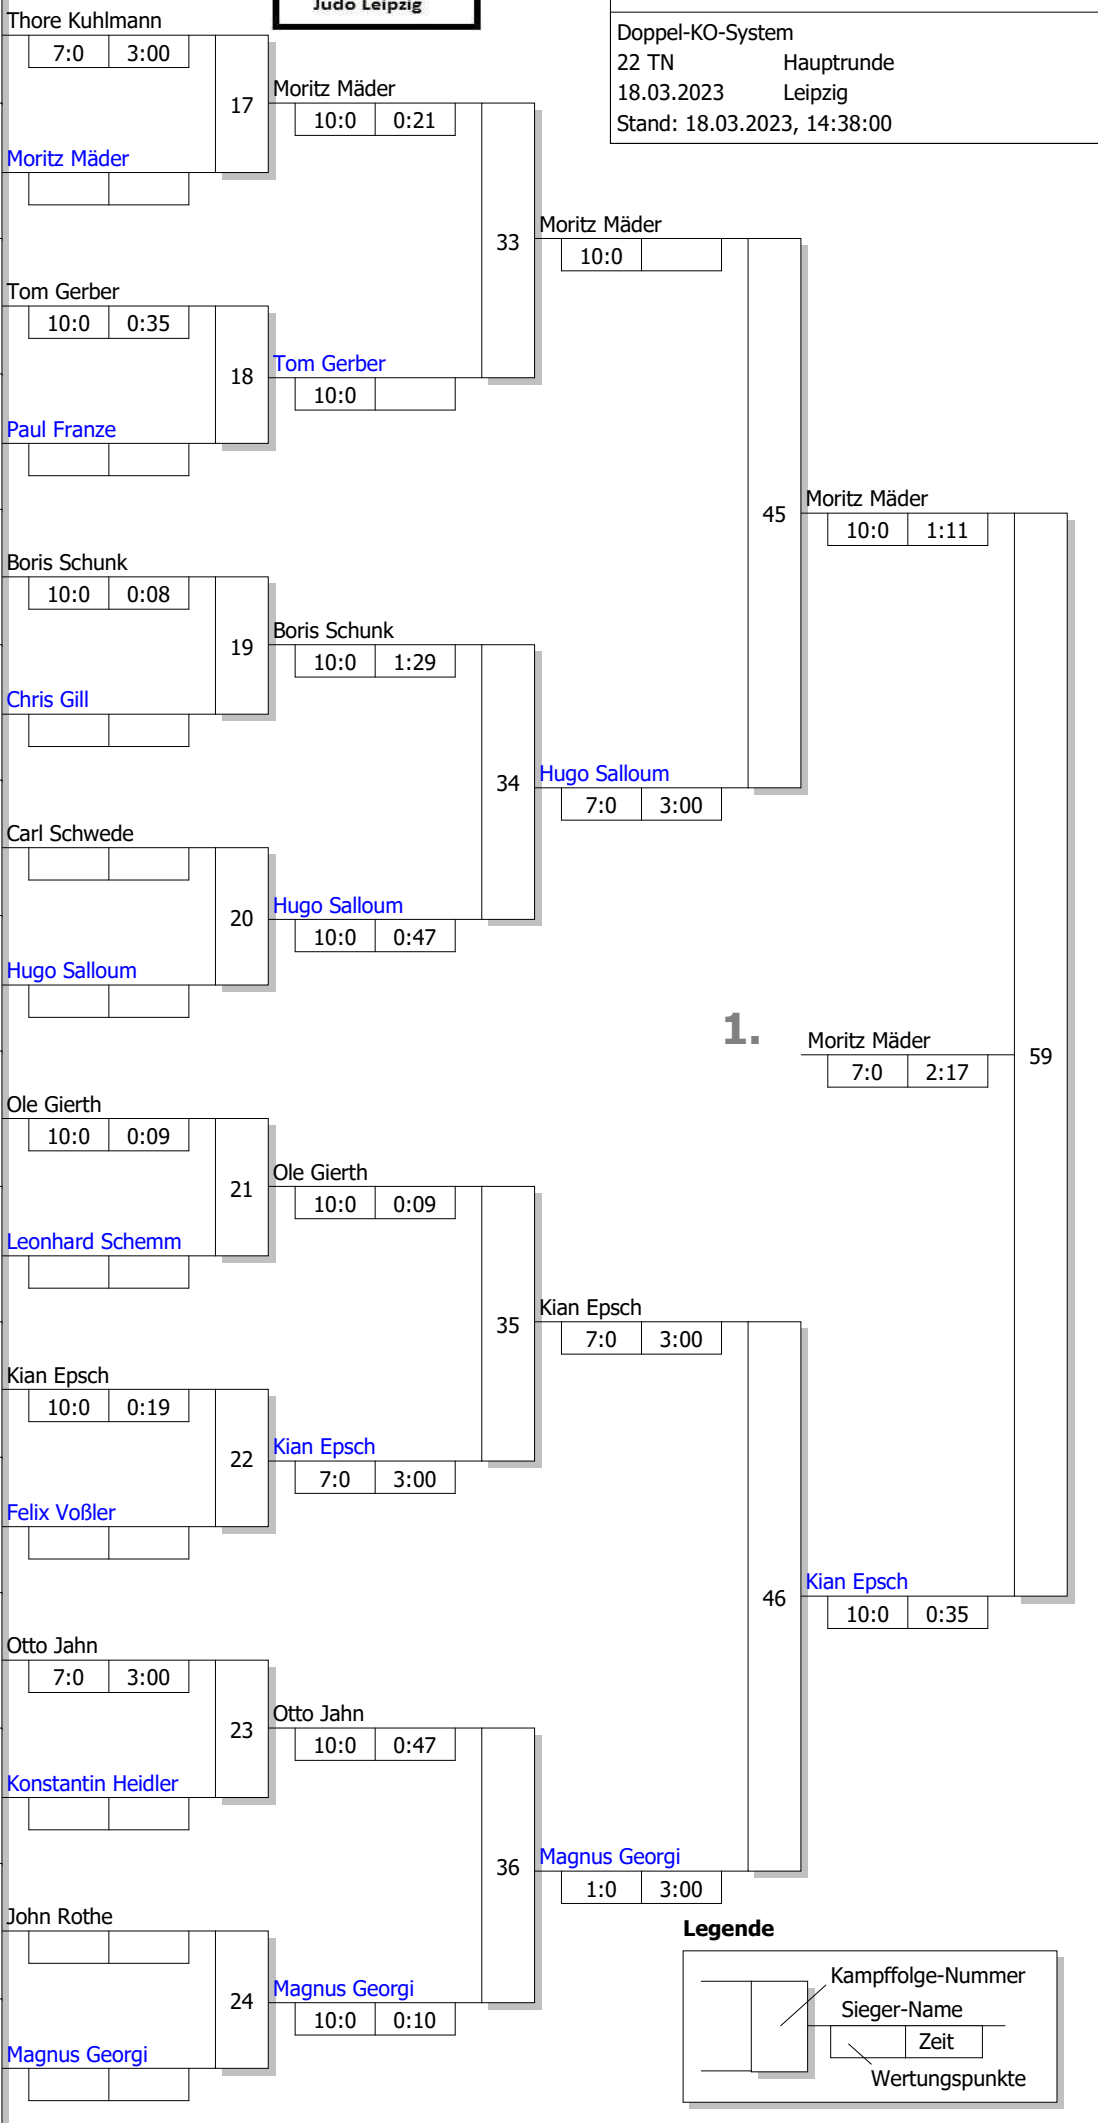 Judo Leipzig
Doppel-KO-System
22 TN Hauptrunde
18.03.2023 Leipzig
Stand: 18.03.2023, 14:38:00
Thore Kuhlmann
7:0 3:00
17
Moritz Mäder
Moritz Mäder
10:0 0:21
33
Moritz Mäder
10:0
Tom Gerber
10:0 0:35
18
Paul Franze
Tom Gerber
10:0
45
Moritz Mäder
10:0 1:11
Boris Schunk
10:0 0:08
19
Chris Gill
Boris Schunk
10:0 1:29
34
Hugo Salloum
7:0 3:00
Carl Schwede
20
Hugo Salloum
Hugo Salloum
10:0 0:47
1.
Moritz Mäder
7:0 2:17
59
Ole Gierth
10:0 0:09
21
Leonhard Schemm
Ole Gierth
10:0 0:09
35
Kian Epsch
7:0 3:00
Kian Epsch
10:0 0:19
22
Felix Voßler
Kian Epsch
7:0 3:00
46
Kian Epsch
10:0 0:35
Otto Jahn
7:0 3:00
23
Konstantin Heidler
Otto Jahn
10:0 0:47
36
Magnus Georgi
1:0 3:00
John Rothe
24
Magnus Georgi
Magnus Georgi
10:0 0:10
Legende
Kampffolge-Nummer
Sieger-Name
Zeit
Wertungspunkte